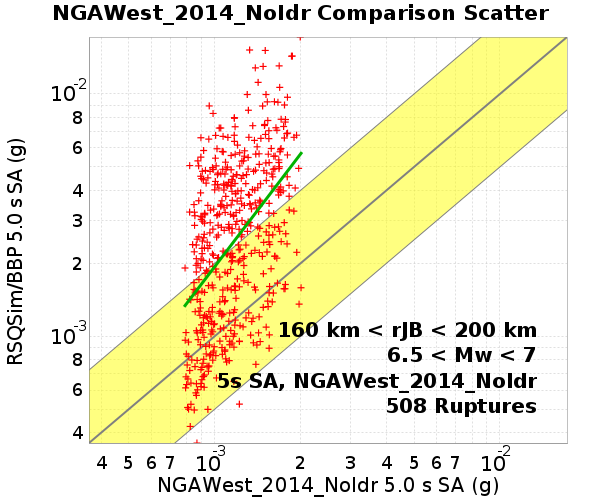 NGAWest_2014_NoIdr Comparison Scatter
RSQSim/BBP 5.0 s SA (g)
10⁻²
8
6
4
3
2
10⁻³
8
6
4
160 km < rJB < 200 km
6.5 < Mw < 7
5s SA, NGAWest_2014_NoIdr
508 Ruptures
4 5 6 7 10⁻³ 2 3 4 5 6 7 10⁻² 2
NGAWest_2014_NoIdr 5.0 s SA (g)